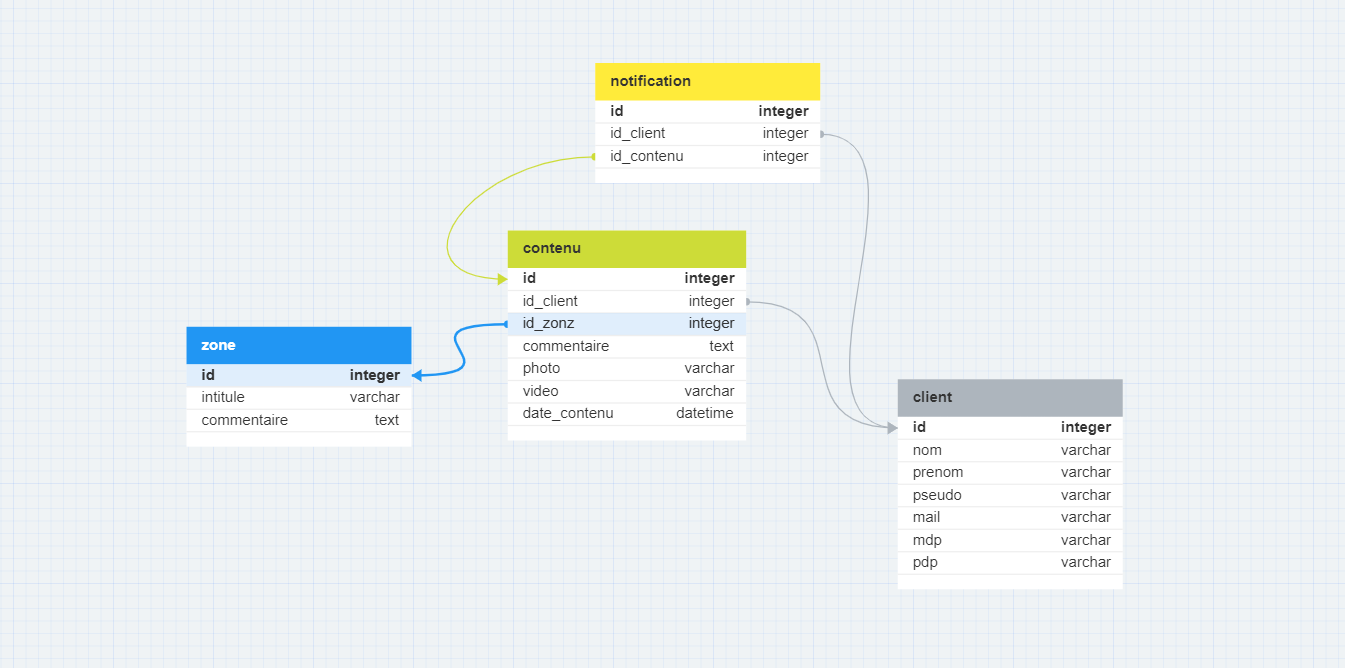 notification
id integer
id_client integer
id_contenu integer
contenu
id integer
id_client integer
id_zonz integer
commentaire text
photo varchar
video varchar
date_contenu datetime
zone
id integer
intitule varchar
commentaire text
client
id integer
nom varchar
prenom varchar
pseudo varchar
mail varchar
mdp varchar
pdp varchar